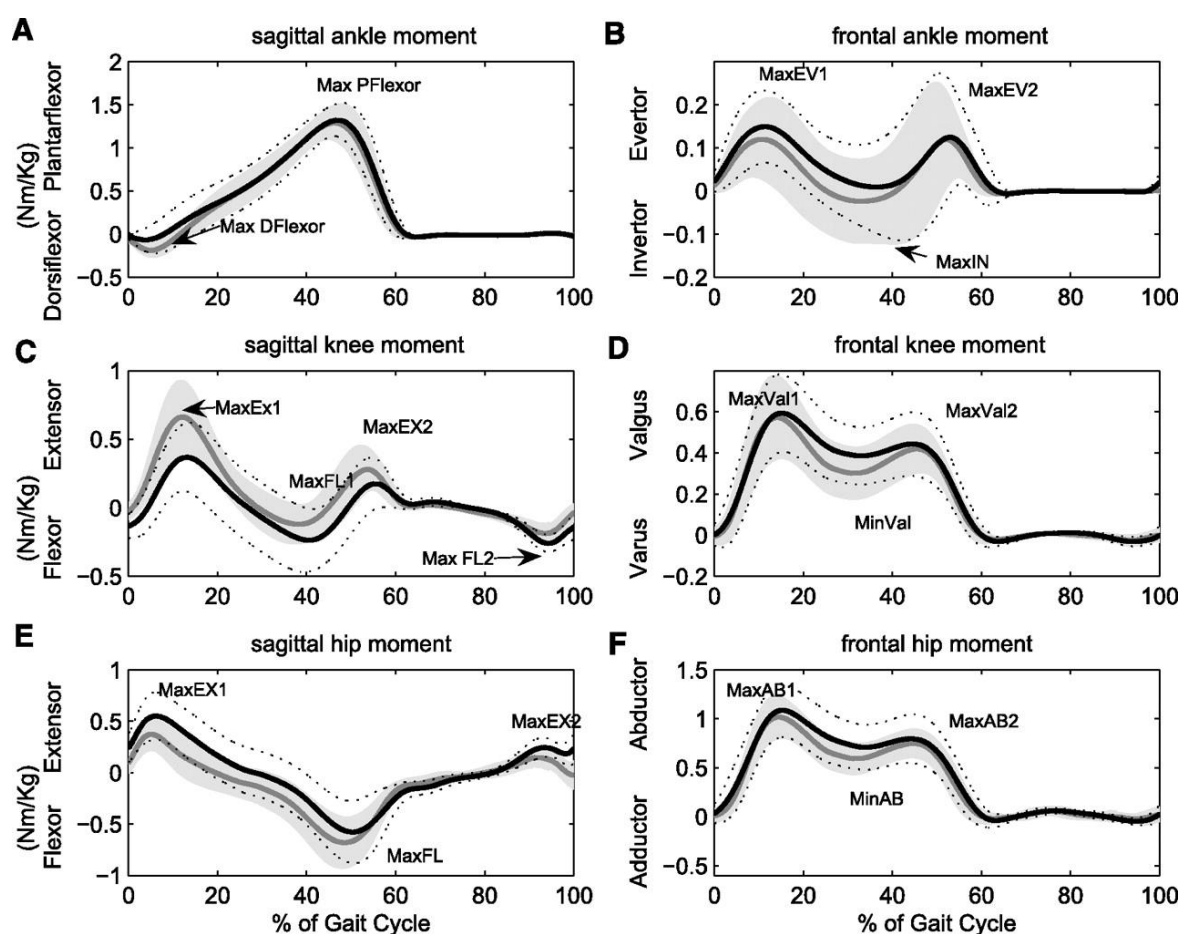 A
sagittal ankle moment
2
1.5
1
0.5
0
−0.5
Max PFlexor
Max DFlexor
(Nm/Kg)
Dorsiflexor Plantarflexor
0 20 40 60 80 100
B
frontal ankle moment
0.2
0.1
0
−0.1
0.2
MaxEV1
MaxEV2
MaxIN
Invertor Evertor
0 20 40 60 80 100
C
sagittal knee moment
1
0.5
0
−0.5
MaxEx1
MaxEX2
MaxFL1
Max FL2
(Nm/Kg)
Flexor Extensor
0 20 40 60 80 100
D
frontal knee moment
0.6
0.4
0.2
0
−0.2
MaxVal1
MaxVal2
MinVal
Varus Valgus
0 20 40 60 80 100
E
sagittal hip moment
1
0.5
0
−0.5
−1
MaxEX1
MaxEX2
MaxFL
(Nm/Kg)
Flexor Extensor
0 20 40 60 80 100
% of Gait Cycle
F
frontal hip moment
1.5
1
0.5
0
−0.5
MaxAB1
MaxAB2
MinAB
Adductor Abductor
0 20 40 60 80 100
% of Gait Cycle